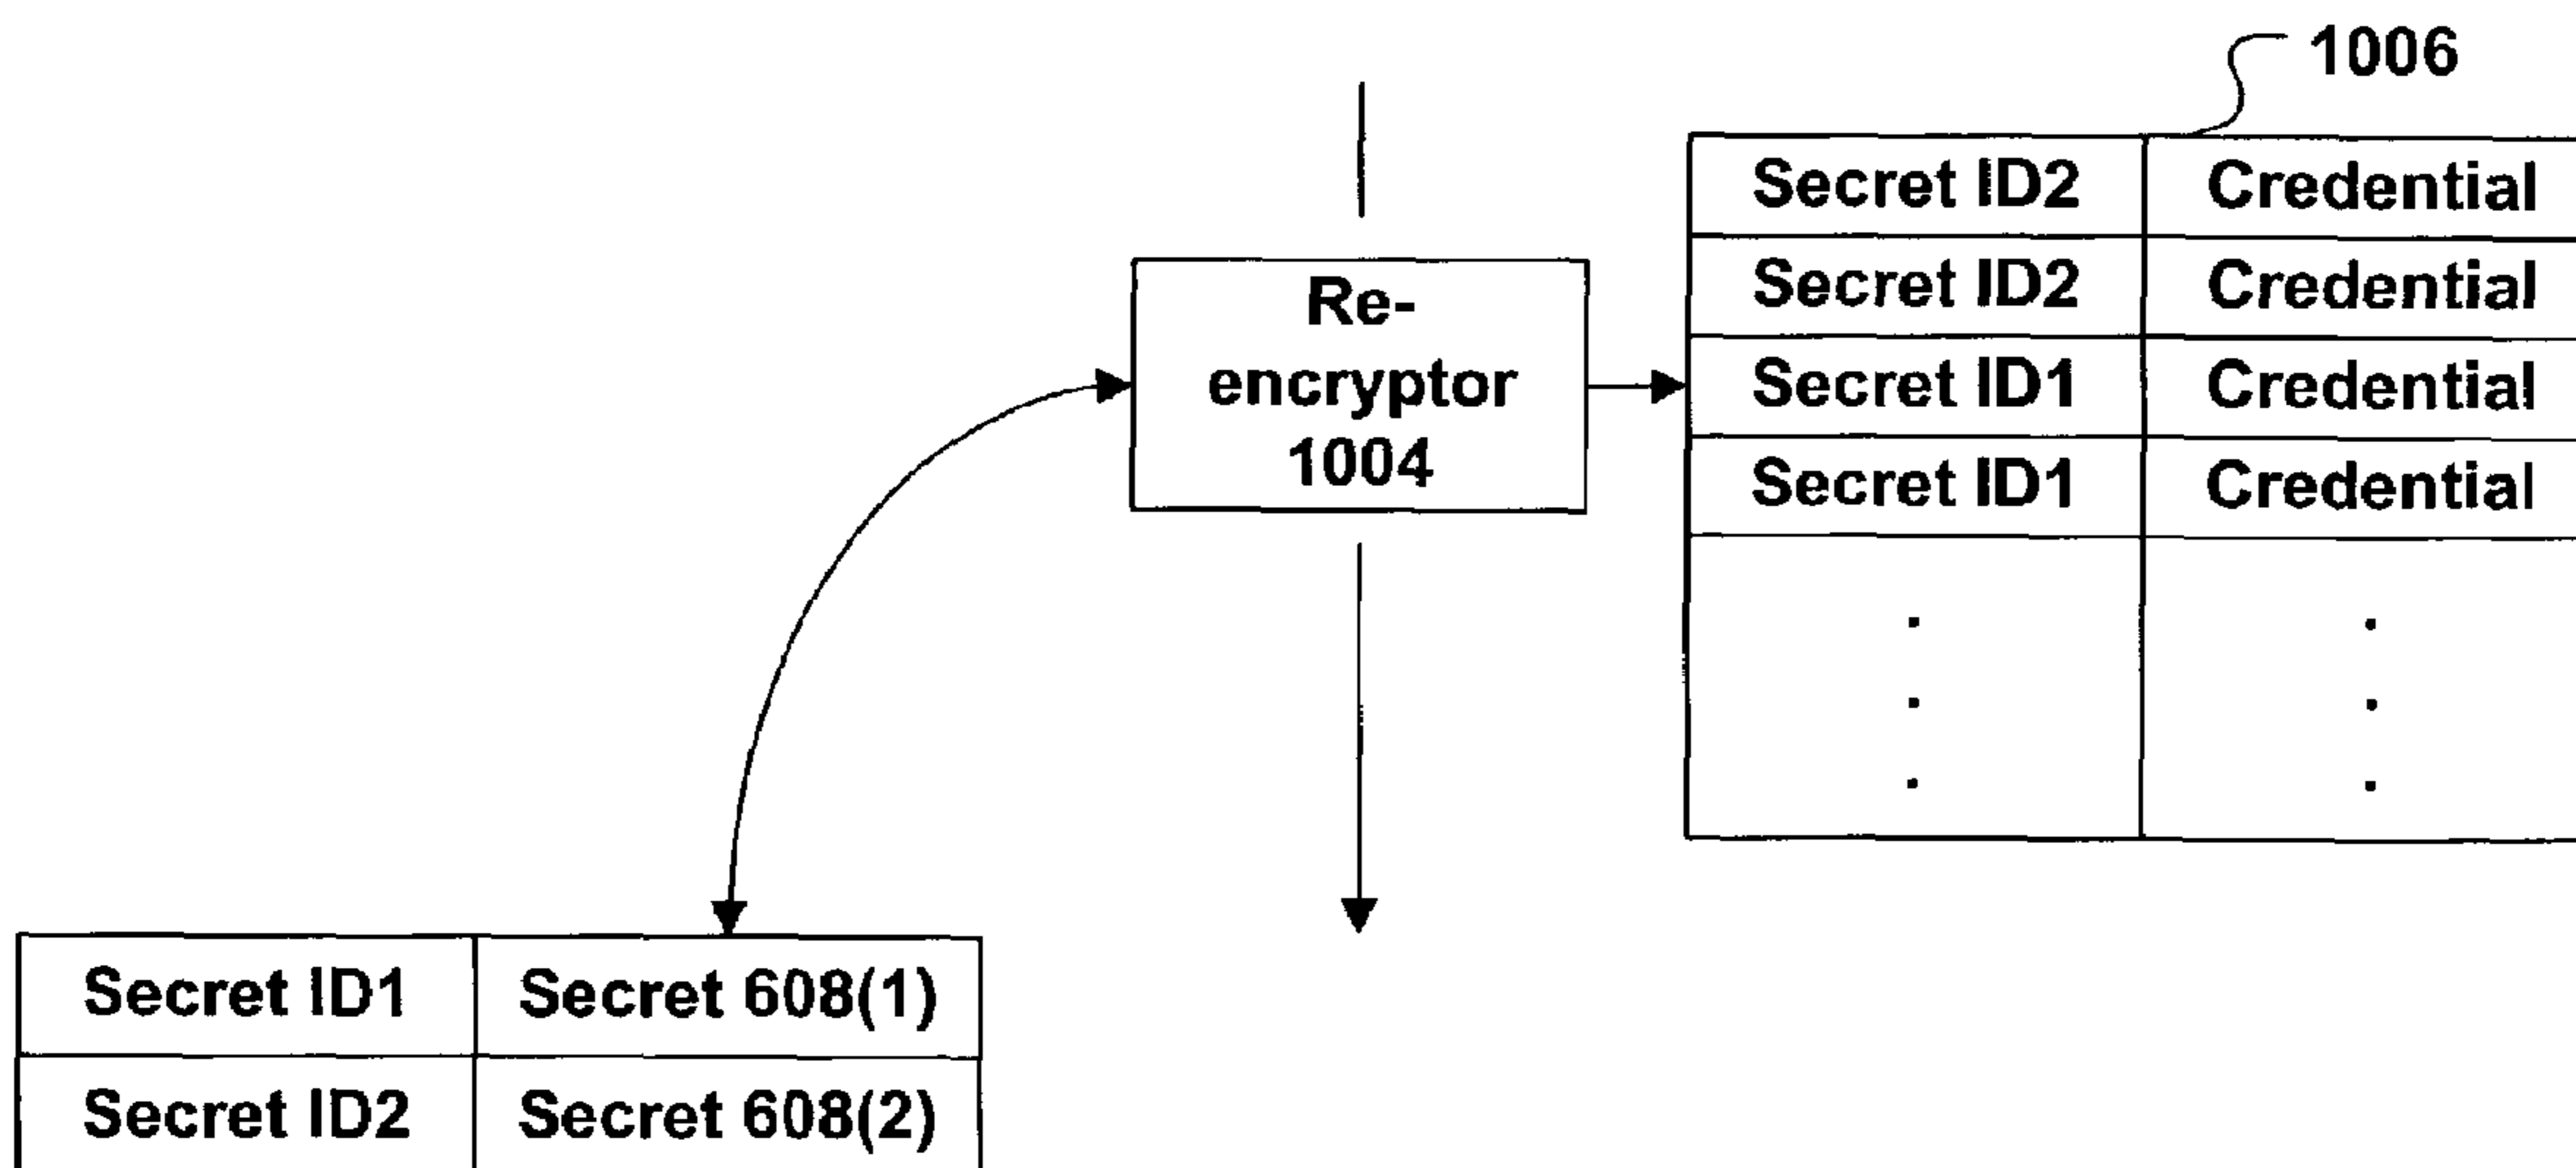 1006
Secret ID2 Credential
Secret ID2 Credential
Secret ID1 Credential
Secret ID1 Credential
Re-
encryptor
1004
Secret ID1 Secret 608(1)
Secret ID2 Secret 608(2)